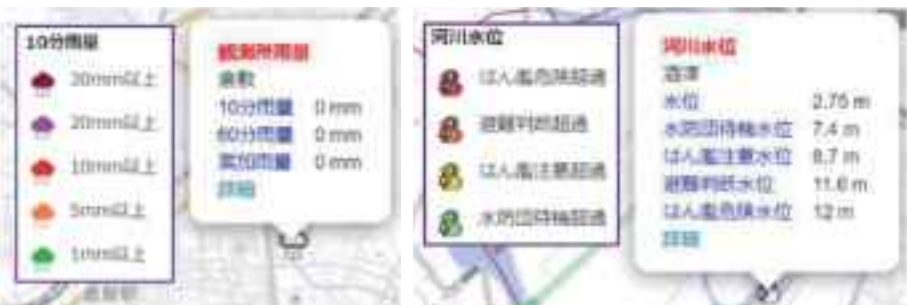 10分雨量
30mm以上
20mm以上
10mm以上
5mm以上
1mm以上
観測所雨量
倉敷
10分雨量 0 mm
60分雨量 0 mm
累加雨量 0 mm
詳細
河川水位
はん濫危険超過
避難判断超過
はん濫注意超過
水防団待機超過
河川水位
酒津
水位 2.75 m
水防団待機水位 7.4 m
はん濫注意水位 8.7 m
避難判断水位 11.6 m
はん濫危険水位 12 m
詳細